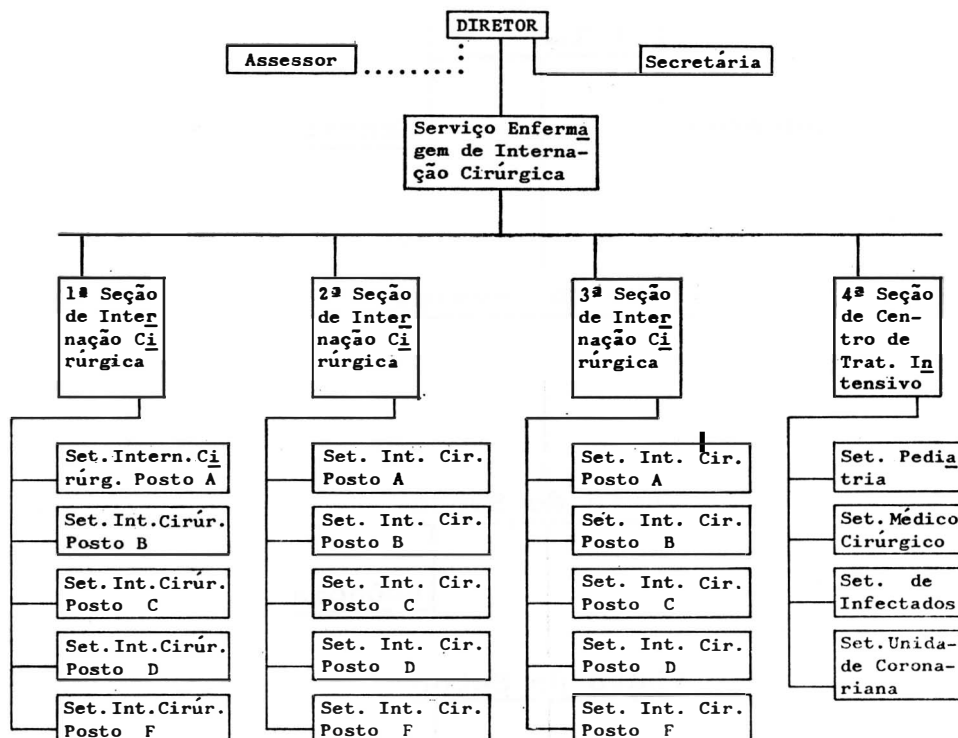 DIRETOR
Assessor
Secretária
Serviço Enferma
gem de Interna-
ção Cirúrgica
1ª Seção
de Inter
nação Ci
rúrgica
2ª Seção
de Inter
nação Ci
rúrgica
3ª Seção
de Inter
nação Ci
rúrgica
4ª Seção
de Cen-
tro de
Trat. In
tensivo
Set.Intern.Ci
rúrg. Posto A
Set.Int.Cirúr.
Posto B
Set.Int.Cirúr.
Posto C
Set.Int.Cirúr.
Posto D
Set.Int.Cirúr.
Posto F
Set. Int. Cir.
Posto A
Set. Int. Cir.
Posto B
Set. Int. Cir.
Posto C
Set. Int. Cir.
Posto D
Set. Int. Cir.
Posto F
Set. Int. Cir.
Posto A
Set. Int. Cir.
Posto B
Set. Int. Cir.
Posto C
Set. Int. Cir.
Posto D
Set. Int. Cir.
Posto F
Set. Pedia
tria
Set.Médico
Cirúrgico
Set. de
Infectados
Set.Unida-
de Corona-
riana